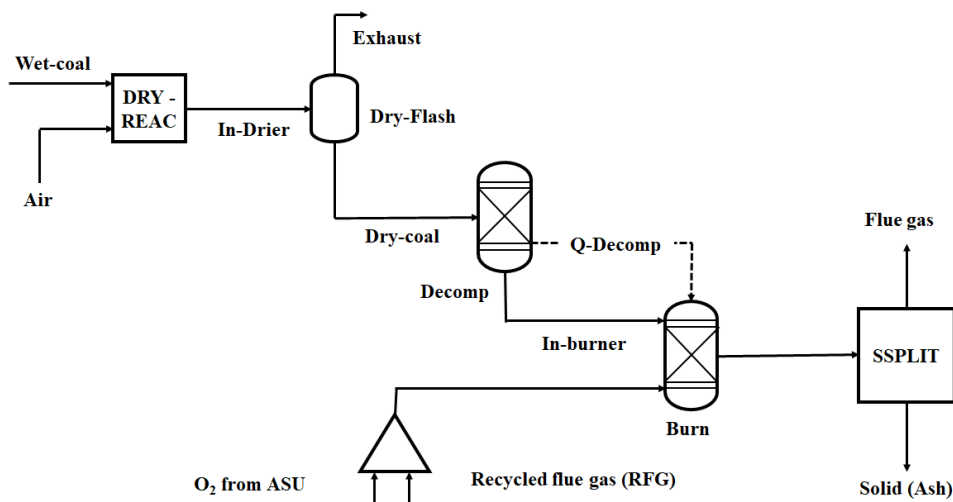 Exhaust
Wet-coal
DRY -
REAC
In-Drier
Dry-Flash
Air
Dry-coal
Q-Decomp
Flue gas
Decomp
In-burner
SSPLIT
Burn
O₂ from ASU
Recycled flue gas (RFG)
Solid (Ash)